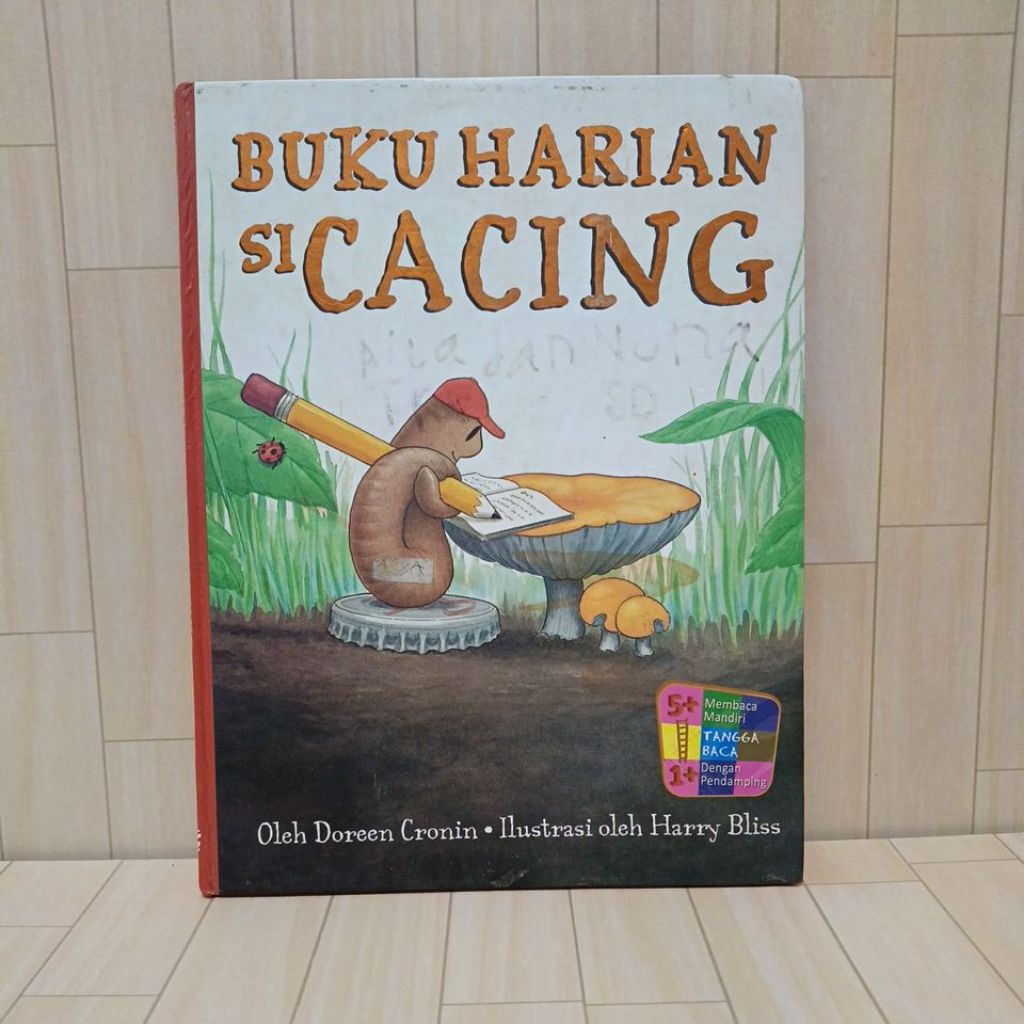 BUKU HARIAN
SI CACING
dan
5+ Membaca
Mandiri
TANGGA
BACA
1+ Dengan
Pendamping
Oleh Doreen Cronin • Ilustrasi oleh Harry Bliss